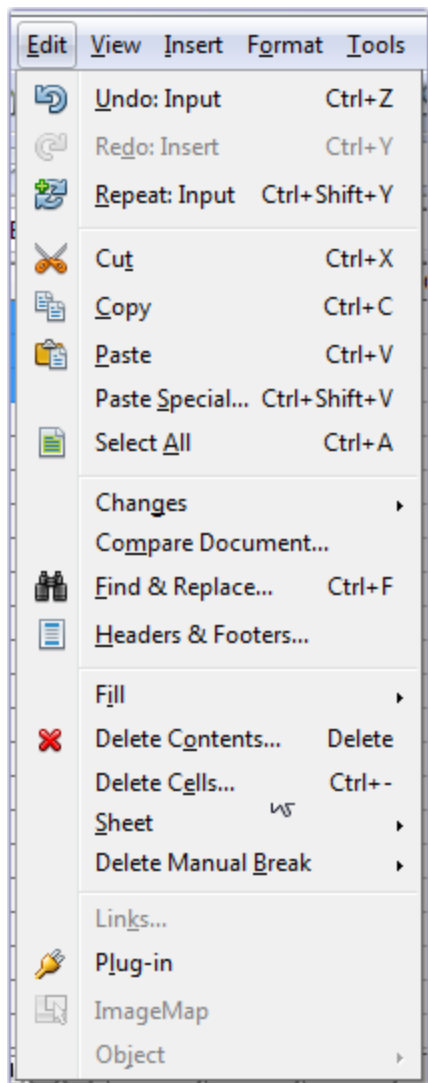 Edit View Insert Format Tools
Undo: Input Ctrl+Z
Redo: Insert Ctrl+Y
Repeat: Input Ctrl+Shift+Y
Cut Ctrl+X
Copy Ctrl+C
Paste Ctrl+V
Paste Special... Ctrl+Shift+V
Select All Ctrl+A
Changes
Compare Document...
Find & Replace... Ctrl+F
Headers & Footers...
Fill
Delete Contents... Delete
Delete Cells... Ctrl+-
Sheet
Delete Manual Break
Links...
Plug-in
ImageMap
Object